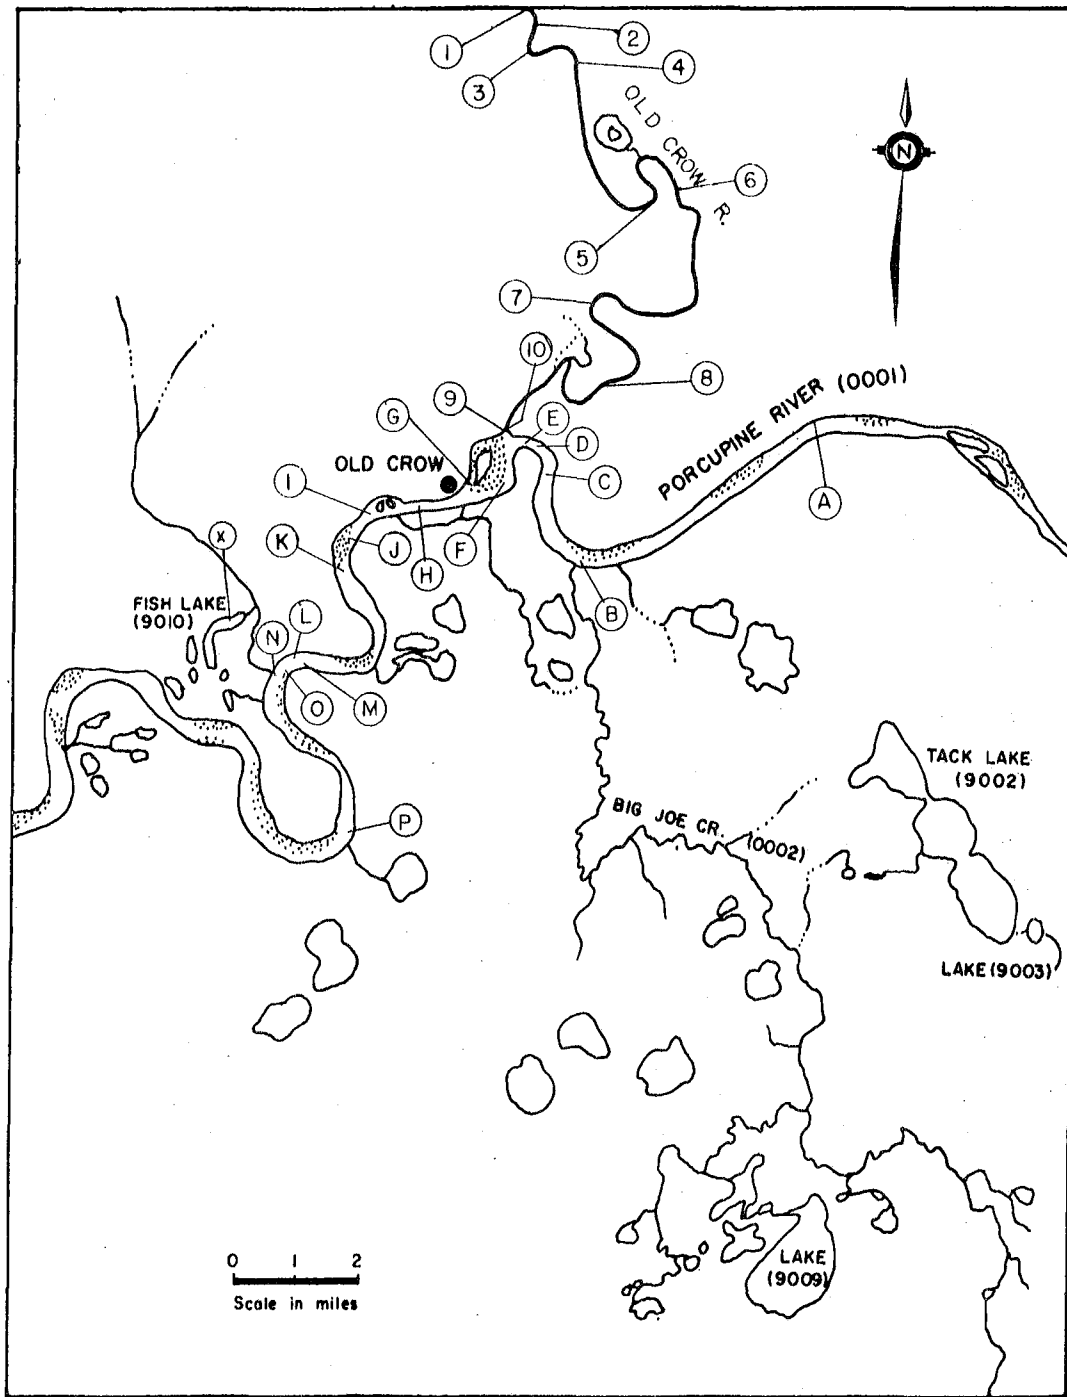 1
2
3
4
OLD CROW R.
N
6
5
7
10
8
PORCUPINE RIVER (0001)
9
G
E
D
OLD CROW
C
A
I
K
J
F
H
X
B
FISH LAKE
(9010)
L
N
O
M
TACK LAKE
(9002)
P
BIG JOE CR. (0002)
LAKE (9003)
0 1 2
Scale in miles
LAKE
(9009)